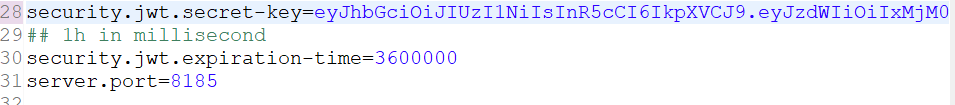 28 security.jwt.secret-key=eyJhbGciOiJIUzI1NiIsInR5cCI6IkpXVCJ9.eyJzdWIiOiIxMjM0
29 ## 1h in millisecond
30 security.jwt.expiration-time=3600000
31 server.port=8185
32